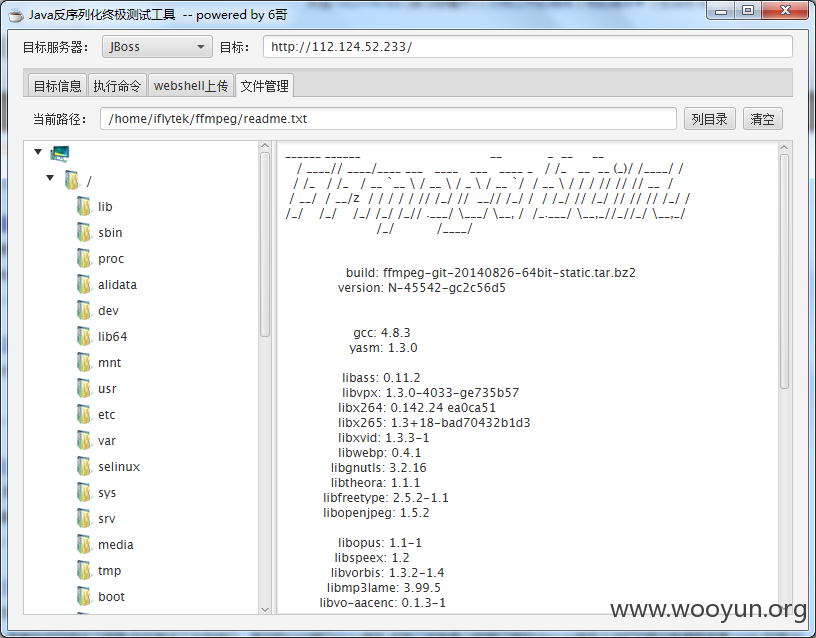 Java反序列化终极测试工具 -- powered by 6哥
目标服务器： JBoss 目标： http://112.124.52.233/
目标信息 执行命令 webshell上传 文件管理
当前路径： /home/iflytek/ffmpeg/readme.txt 列目录 清空
/
lib
sbin
proc
alidata
dev
lib64
mnt
usr
etc
var
selinux
sys
srv
media
tmp
boot
build: ffmpeg-git-20140826-64bit-static.tar.bz2
version: N-45542-gc2c56d5
gcc: 4.8.3
yasm: 1.3.0
libass: 0.11.2
libvpx: 1.3.0-4033-ge735b57
libx264: 0.142.24 ea0ca51
libx265: 1.3+18-bad70432b1d3
libxvid: 1.3.3-1
libwebp: 0.4.1
libgnutls: 3.2.16
libtheora: 1.1.1
libfreetype: 2.5.2-1.1
libopenjpeg: 1.5.2
libopus: 1.1-1
libspeex: 1.2
libvorbis: 1.3.2-1.4
libmp3lame: 3.99.5
libvo-aacenc: 0.1.3-1
www.wooyun.org